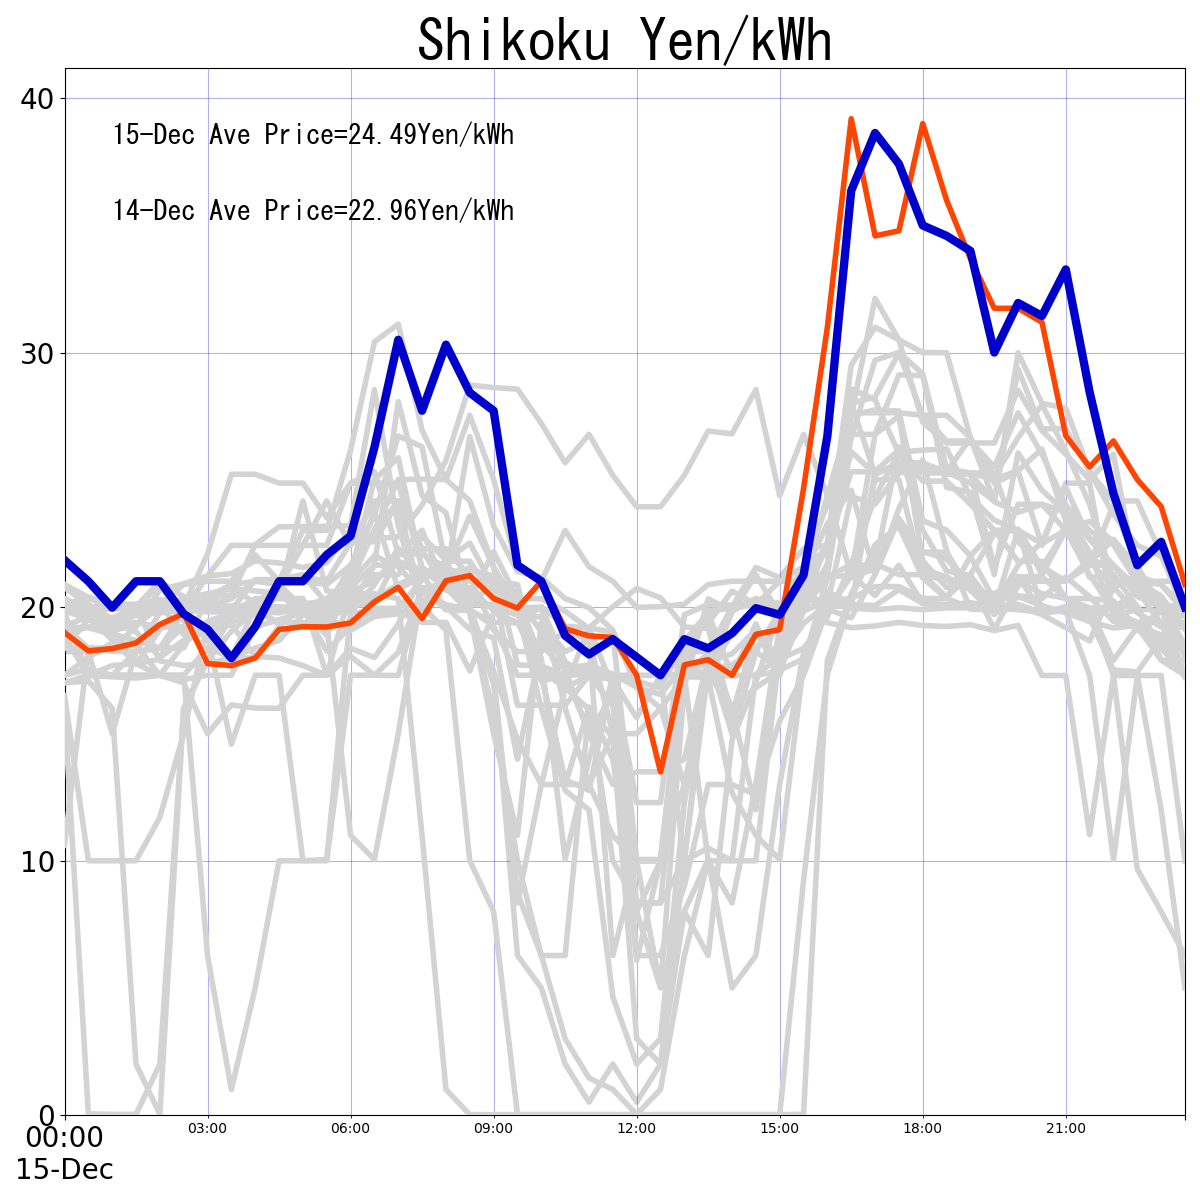 Shikoku Yen/kWh
40
15-Dec Ave Price=24.49Yen/kWh
14-Dec Ave Price=22.96Yen/kWh
30
20
10
0
00:00 03:00 06:00 09:00 12:00 15:00 18:00 21:00
15-Dec